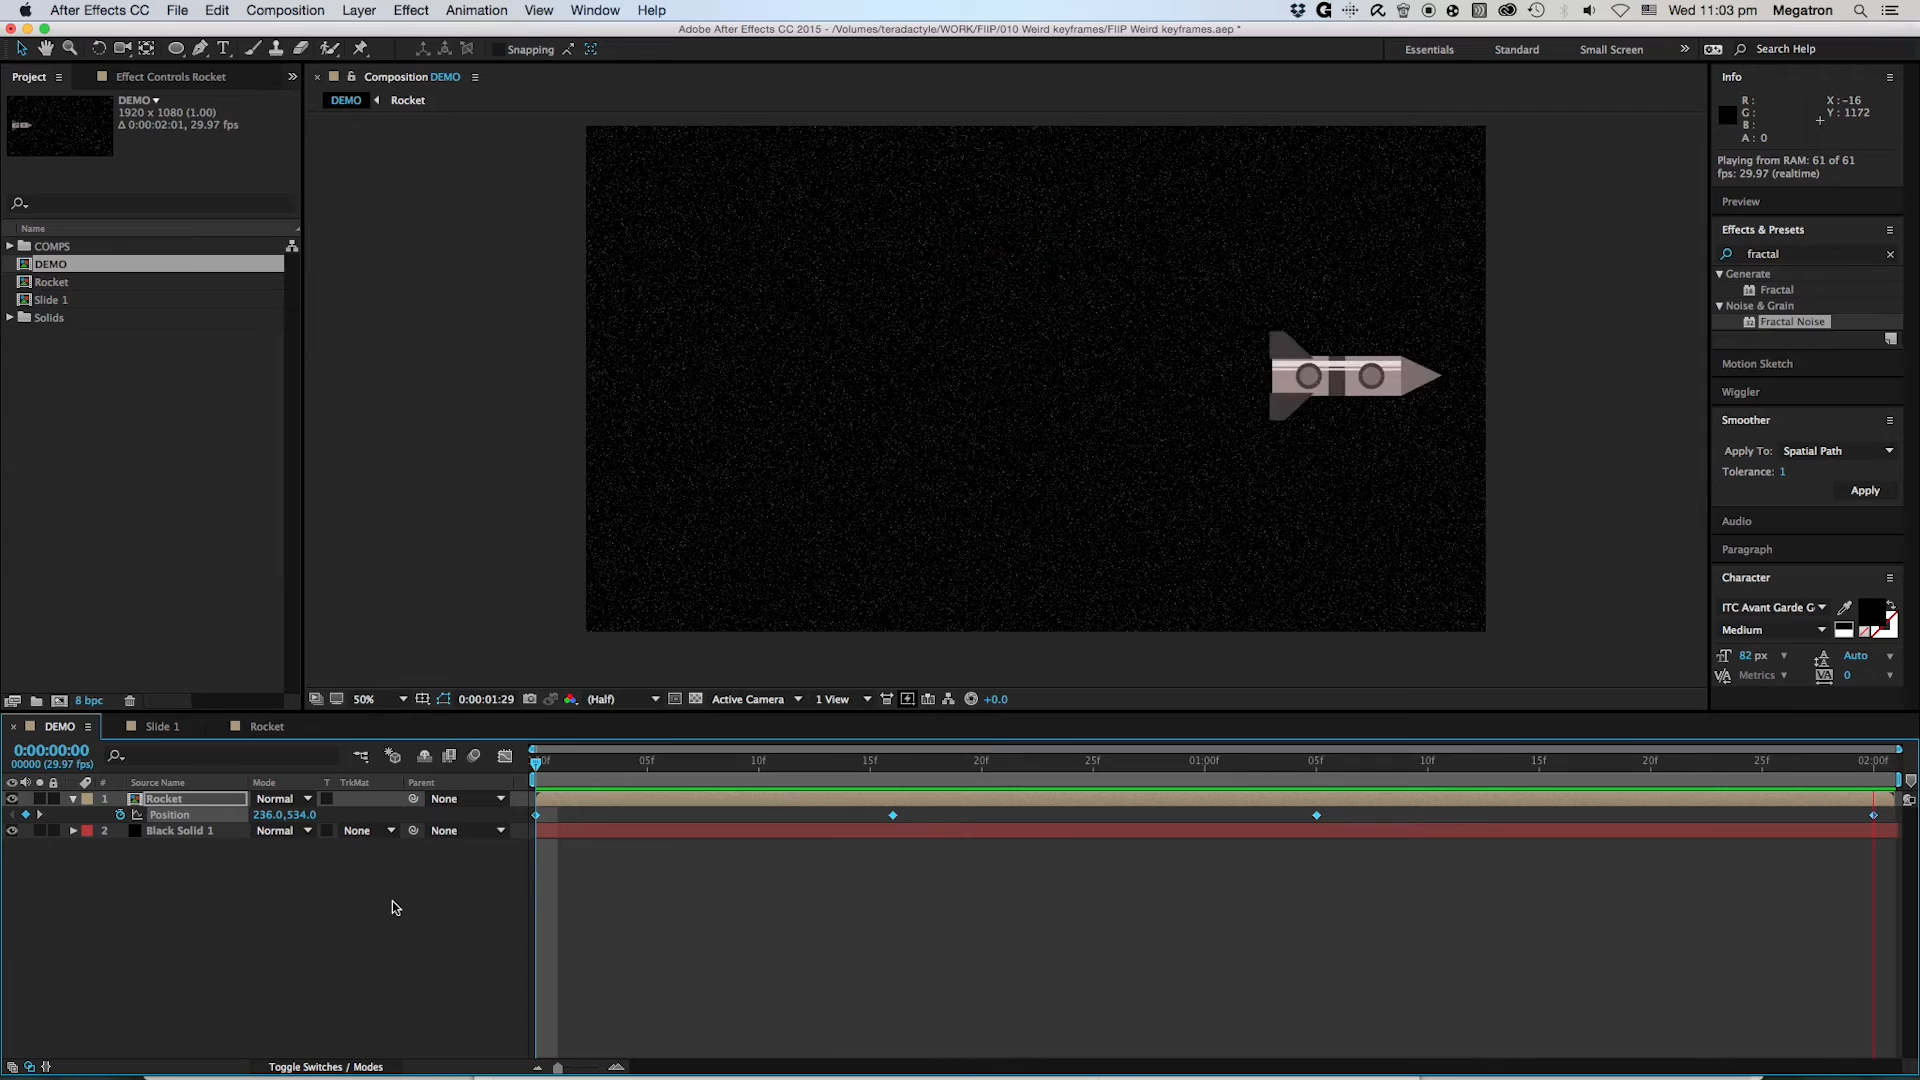 After Effects CC File Edit Composition Layer Effect Animation View Window Help Wed 11:03 pm Megatron
Adobe After Effects CC 2015 - /Volumes/teradactyle/WORK/FIIP/010 Weird keyframes/FIIP Weird keyframes.aep *
Snapping Essentials Standard Small Screen Search Help
Project Effect Controls Rocket
DEMO
1920 x 1080 (1.00)
Δ 0:00:02:01, 29.97 fps
Name
COMPS
DEMO
Rocket
Slide 1
Solids
8 bpc
Composition DEMO
DEMO Rocket
50% 0:00:01:29 (Half) Active Camera 1 View +0.0
Info
R: X: -16
G: Y: 1172
B:
A: 0
Playing from RAM: 61 of 61
fps: 29.97 (realtime)
Preview
Effects & Presets
fractal
Generate
Fractal
Noise & Grain
Fractal Noise
Motion Sketch
Wiggler
Smoother
Apply To: Spatial Path
Tolerance: 1
Apply
Audio
Paragraph
Character
ITC Avant Garde G
Medium
82 px Auto
Metrics 0
DEMO Slide 1 Rocket
0:00:00:00
00000 (29.97 fps)
:00f 05f 10f 15f 20f 25f 01:00f 05f 10f 15f 20f 25f 02:00f
# Source Name Mode T TrkMat Parent
1 Rocket Normal None
Position 236.0,534.0
2 Black Solid 1 Normal None None
Toggle Switches / Modes